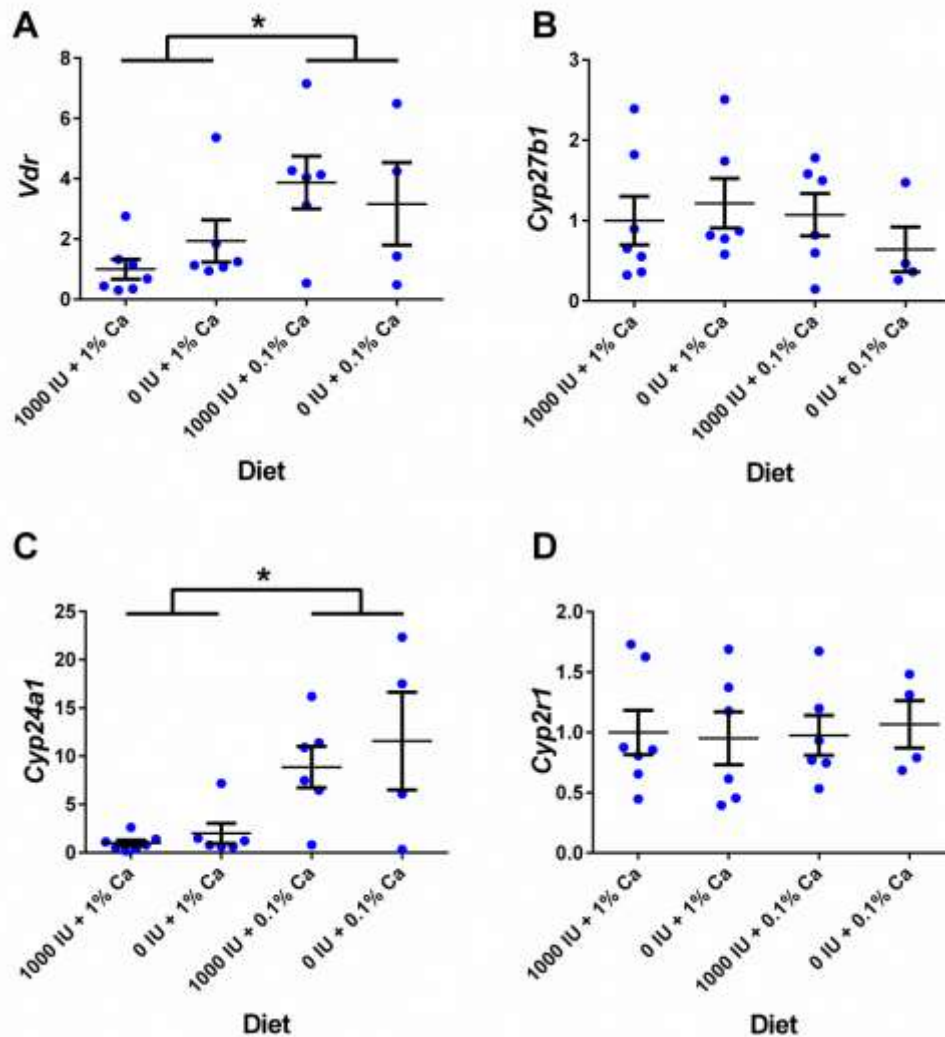 A
*
Vdr
8
6
4
2
0
1000 IU + 1% Ca
0 IU + 1% Ca
1000 IU + 0.1% Ca
0 IU + 0.1% Ca
Diet
B
Cyp27b1
3
2
1
0
1000 IU + 1% Ca
0 IU + 1% Ca
1000 IU + 0.1% Ca
0 IU + 0.1% Ca
Diet
C
*
Cyp24a1
25
20
15
10
5
0
1000 IU + 1% Ca
0 IU + 1% Ca
1000 IU + 0.1% Ca
0 IU + 0.1% Ca
Diet
D
Cyp2r1
2.0
1.5
1.0
0.5
0.0
1000 IU + 1% Ca
0 IU + 1% Ca
1000 IU + 0.1% Ca
0 IU + 0.1% Ca
Diet